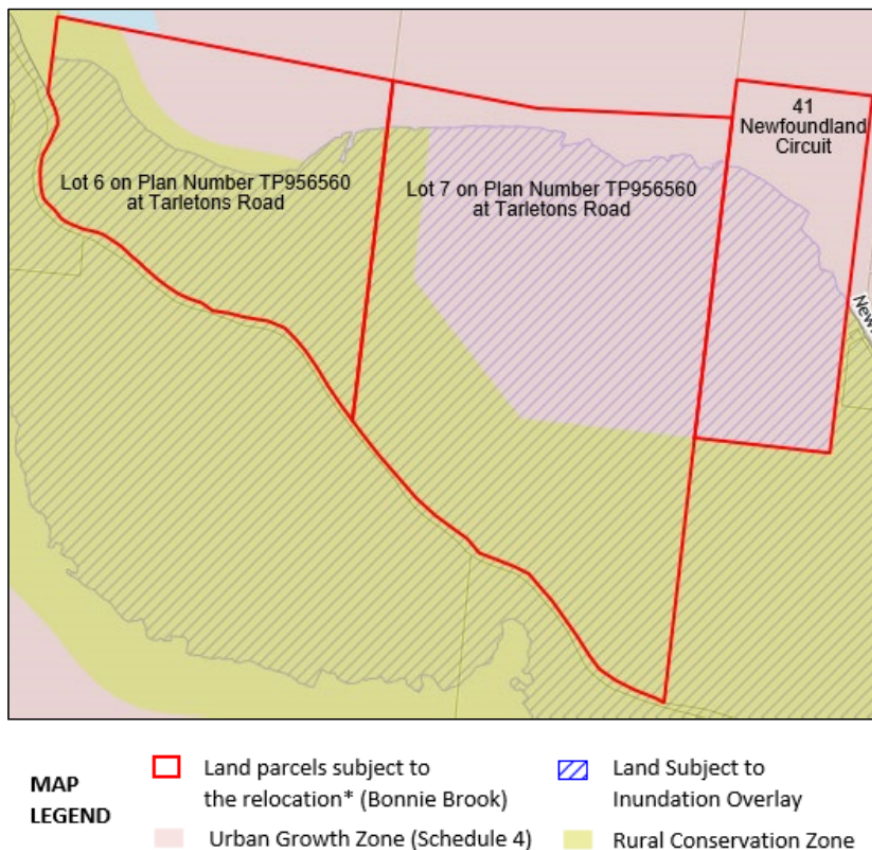 41
Newfoundland
Circuit
Lot 6 on Plan Number TP956560
at Tarletons Road
Lot 7 on Plan Number TP956560
at Tarletons Road
MAP
LEGEND
Land parcels subject to
the relocation* (Bonnie Brook)
Land Subject to
Inundation Overlay
Urban Growth Zone (Schedule 4)
Rural Conservation Zone